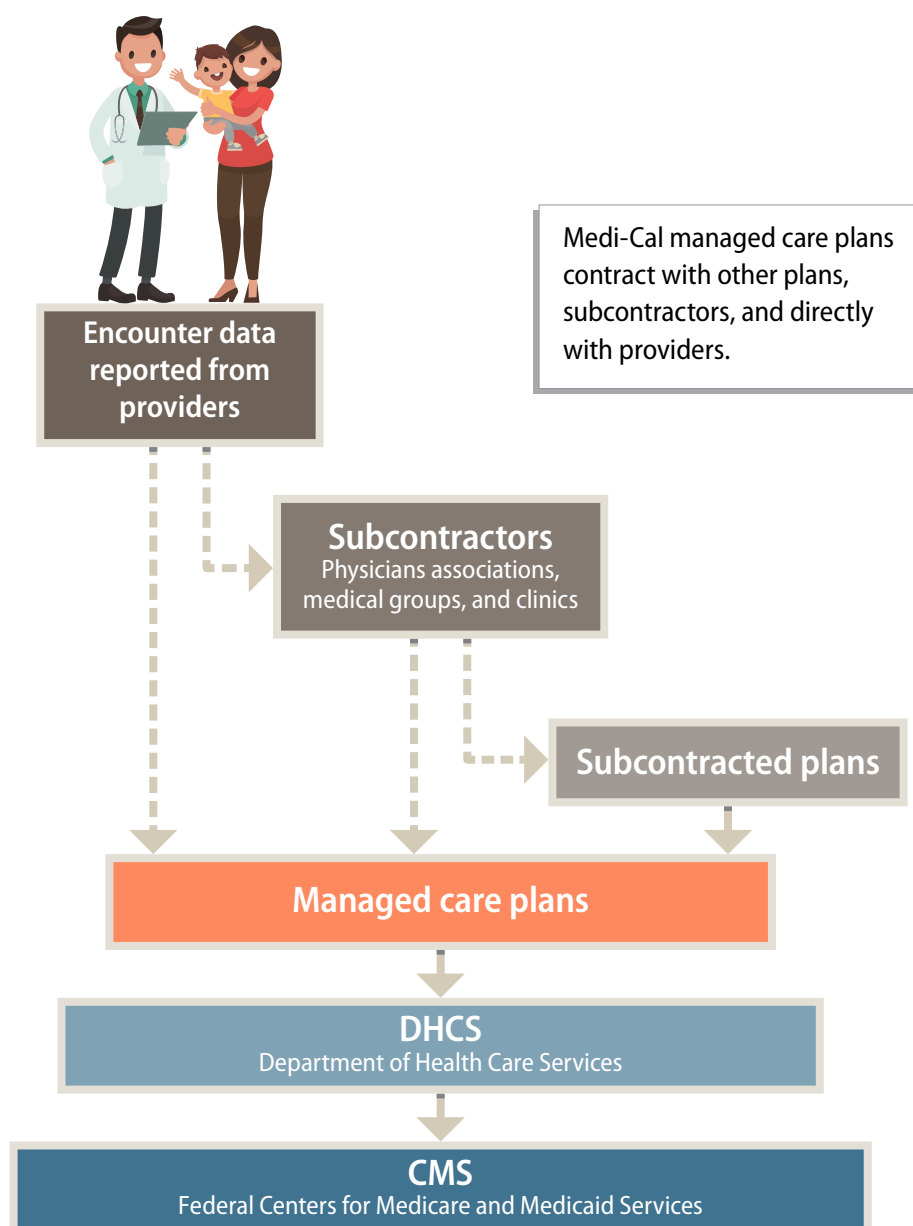 Medi-Cal managed care plans
contract with other plans,
subcontractors, and directly
with providers.
Encounter data
reported from
providers
Subcontractors
Physicians associations,
medical groups, and clinics
Subcontracted plans
Managed care plans
DHCS
Department of Health Care Services
CMS
Federal Centers for Medicare and Medicaid Services